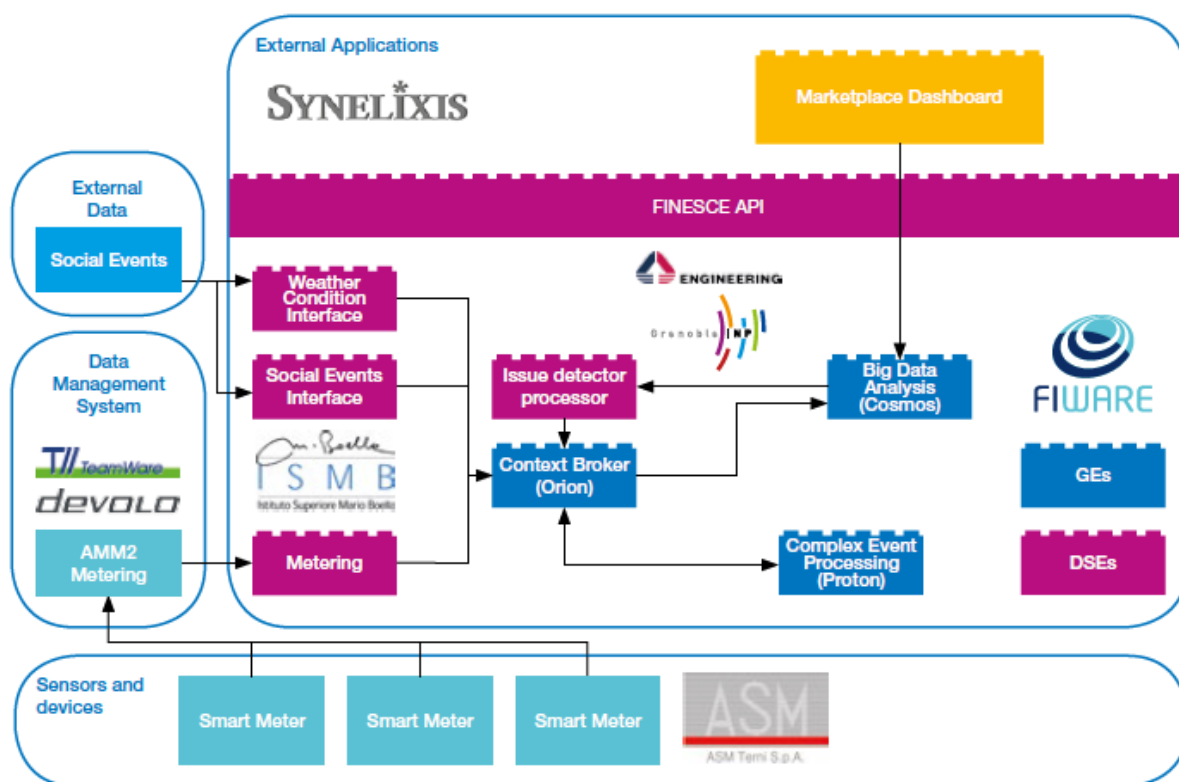 External Applications
SYNELIXIS
Marketplace Dashboard
External
Data
Social Events
FINESCE API
ENGINEERING
Grenoble INP
Weather
Condition
Interface
Data
Management
System
Social Events
Interface
Issue detector
processor
Big Data
Analysis
(Cosmos)
FIWARE
TeamWare
devolo
m. Boella
ISMB
Istituto Superiore Mario Boella
Context Broker
(Orion)
GEs
AMM2
Metering
Metering
Complex Event
Processing
(Proton)
DSEs
Sensors and
devices
Smart Meter
Smart Meter
Smart Meter
ASM
ASM Terni S.p.A.